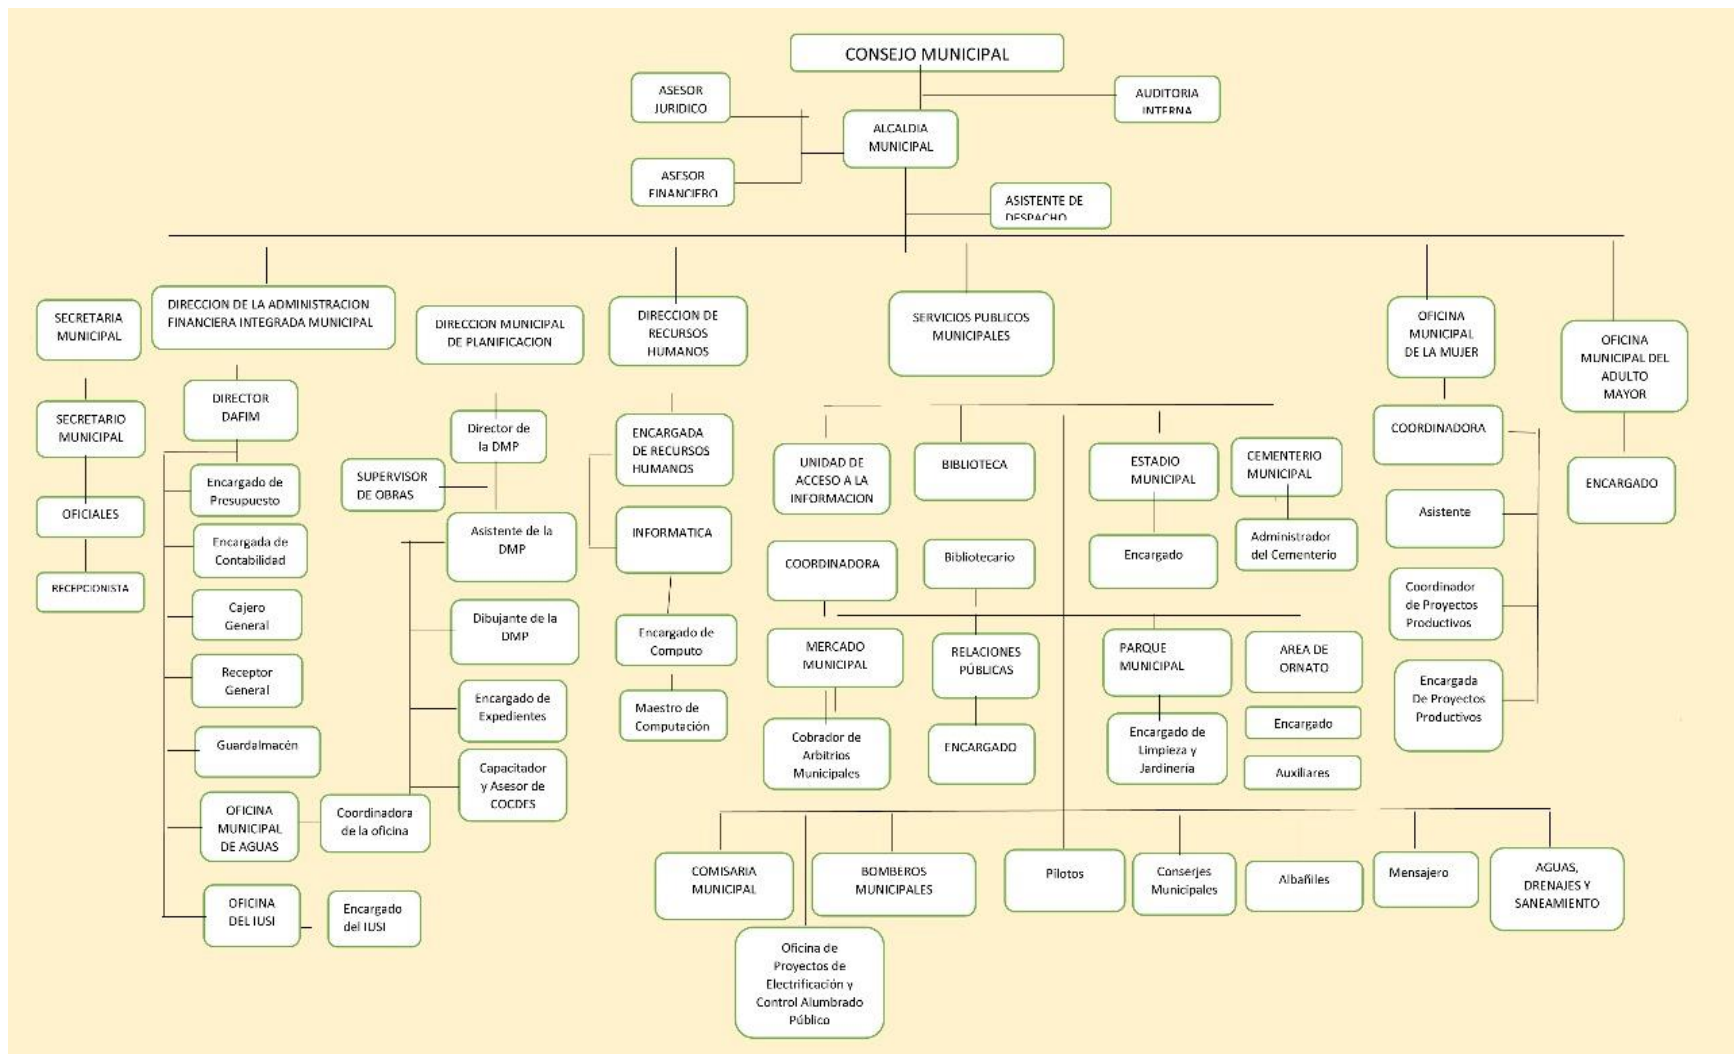 CONSEJO MUNICIPAL
ASESOR
JURIDICO
AUDITORIA
INTERNA
ALCALDIA
MUNICIPAL
ASESOR
FINANCIERO
ASISTENTE DE
DESPACHO
SECRETARIA
MUNICIPAL
DIRECCION DE LA ADMINISTRACION
FINANCIERA INTEGRADA MUNICIPAL
DIRECCION MUNICIPAL
DE PLANIFICACION
DIRECCION DE
RECURSOS
HUMANOS
SERVICIOS PUBLICOS
MUNICIPALES
OFICINA
MUNICIPAL
DE LA MUJER
OFICINA
MUNICIPAL DEL
ADULTO
MAYOR
SECRETARIO
MUNICIPAL
OFICIALES
RECEPCIONISTA
DIRECTOR
DAFIM
Encargado de
Presupuesto
Encargada de
Contabilidad
Cajero
General
Receptor
General
Guardalmacén
OFICINA
MUNICIPAL
DE AGUAS
Coordinadora
de la oficina
OFICINA
DEL IUSI
Encargado
del IUSI
Director de
la DMP
SUPERVISOR
DE OBRAS
Asistente de la
DMP
Dibujante de la
DMP
Encargado de
Expedientes
Capacitador
y Asesor de
COCDES
ENCARGADA
DE RECURSOS
HUMANOS
INFORMATICA
Encargado de
Computo
Maestro de
Computación
UNIDAD DE
ACCESO A LA
INFORMACION
COORDINADORA
BIBLIOTECA
Bibliotecario
ESTADIO
MUNICIPAL
Encargado
CEMENTERIO
MUNICIPAL
Administrador
del Cementerio
MERCADO
MUNICIPAL
Cobrador de
Arbitrios
Municipales
RELACIONES
PÚBLICAS
ENCARGADO
PARQUE
MUNICIPAL
Encargado de
Limpieza y
Jardinería
AREA DE
ORNATO
Encargado
Auxiliares
COORDINADORA
Asistente
Coordinador
de Proyectos
Productivos
Encargada
De Proyectos
Productivos
ENCARGADO
COMISARIA
MUNICIPAL
BOMBEROS
MUNICIPALES
Pilotos
Conserjes
Municipales
Albañiles
Mensajero
AGUAS,
DRENAJES Y
SANEAMIENTO
Oficina de
Proyectos de
Electrificación y
Control Alumbrado
Público